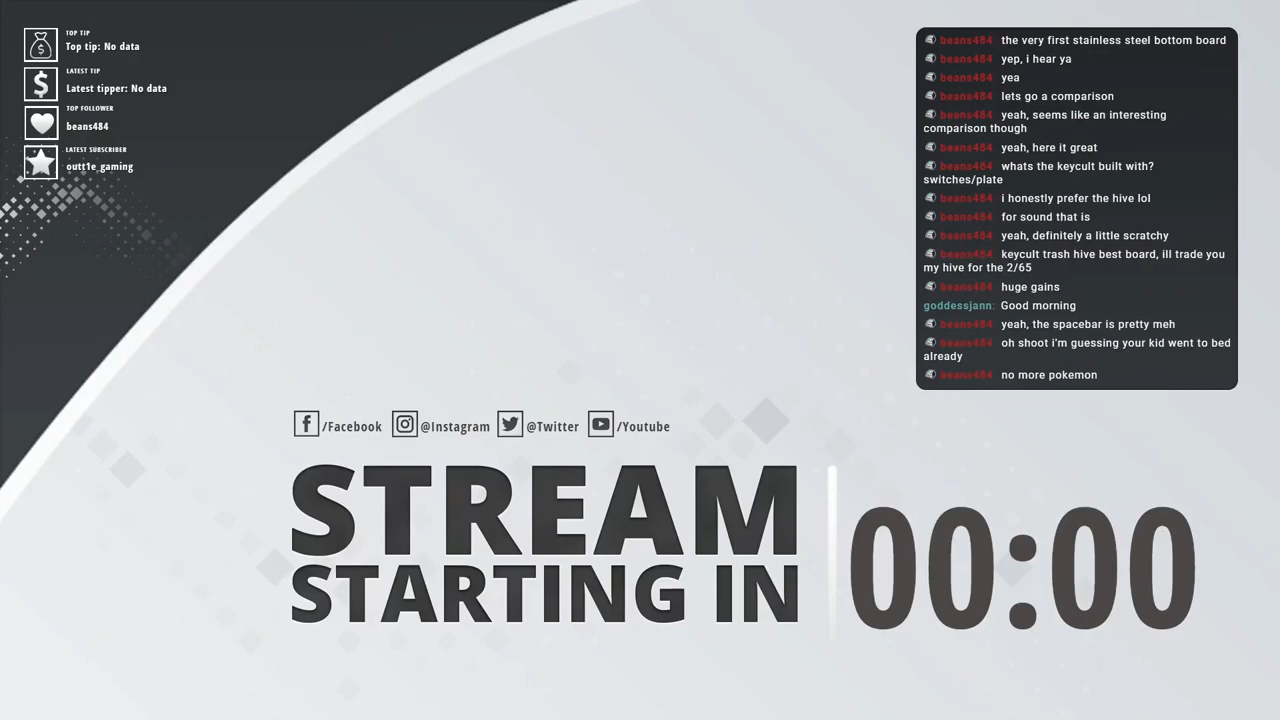 TOP TIP
Top tip: No data
LATEST TIP
Latest tipper: No data
TOP FOLLOWER
beans484
LATEST SUBSCRIBER
outt1e_gaming
beans484 the very first stainless steel bottom board
beans484 yep, i hear ya
beans484 yea
beans484 lets go a comparison
beans484 yeah, seems like an interesting
comparison though
beans484 yeah, here it great
beans484 whats the keycult built with?
switches/plate
beans484 i honestly prefer the hive lol
beans484 for sound that is
beans484 yeah, definitely a little scratchy
beans484 keycult trash hive best board, ill trade you
my hive for the 2/65
beans484 huge gains
goddessjann: Good morning
beans484 yeah, the spacebar is pretty meh
beans484 oh shoot i'm guessing your kid went to bed
already
beans484 no more pokemon
/Facebook @Instagram @Twitter /Youtube
STREAM
STARTING IN
00:00